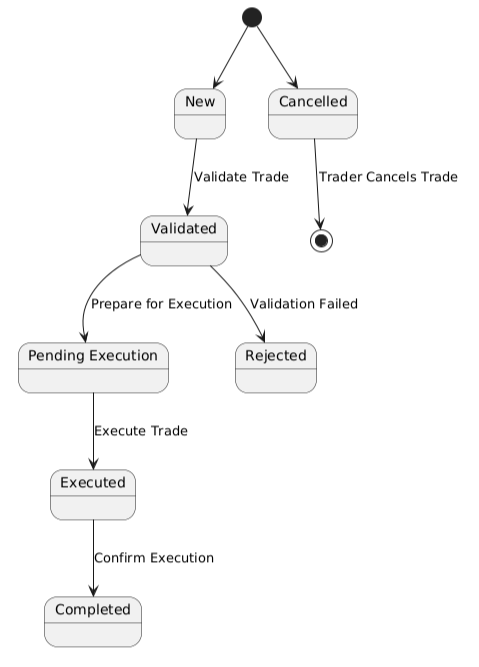 New
Cancelled
Validate Trade
Trader Cancels Trade
Validated
Prepare for Execution
Validation Failed
Pending Execution
Rejected
Execute Trade
Executed
Confirm Execution
Completed